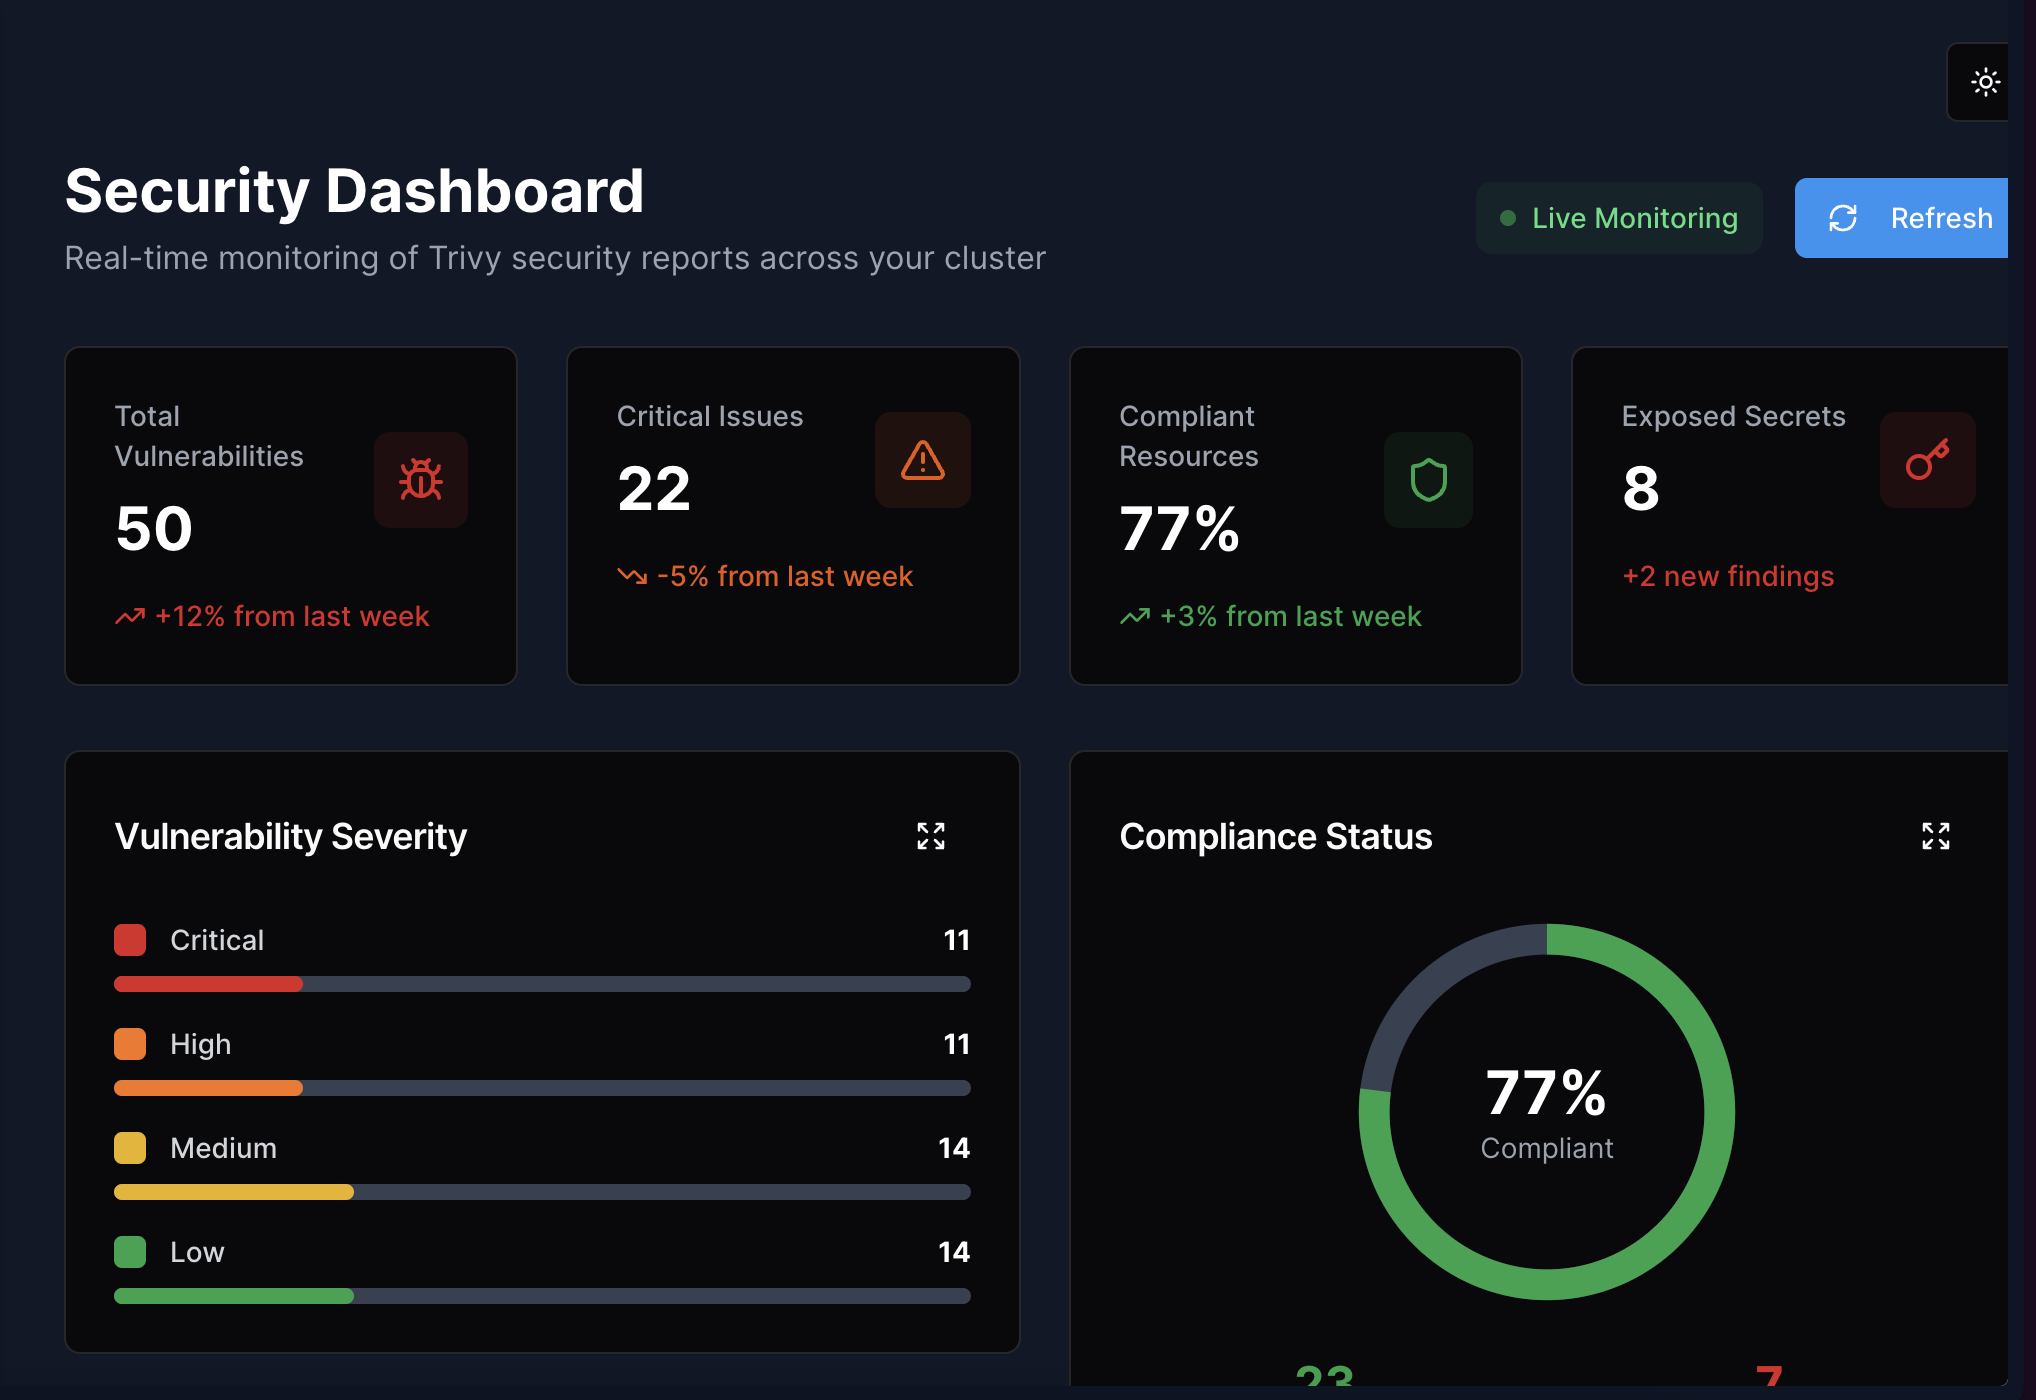 Security Dashboard
Real-time monitoring of Trivy security reports across your cluster
Live Monitoring
Refresh
Total
Vulnerabilities
50
+12% from last week
Critical Issues
22
-5% from last week
Compliant
Resources
77%
+3% from last week
Exposed Secrets
8
+2 new findings
Vulnerability Severity
Critical 11
High 11
Medium 14
Low 14
Compliance Status
77%
Compliant
23 7